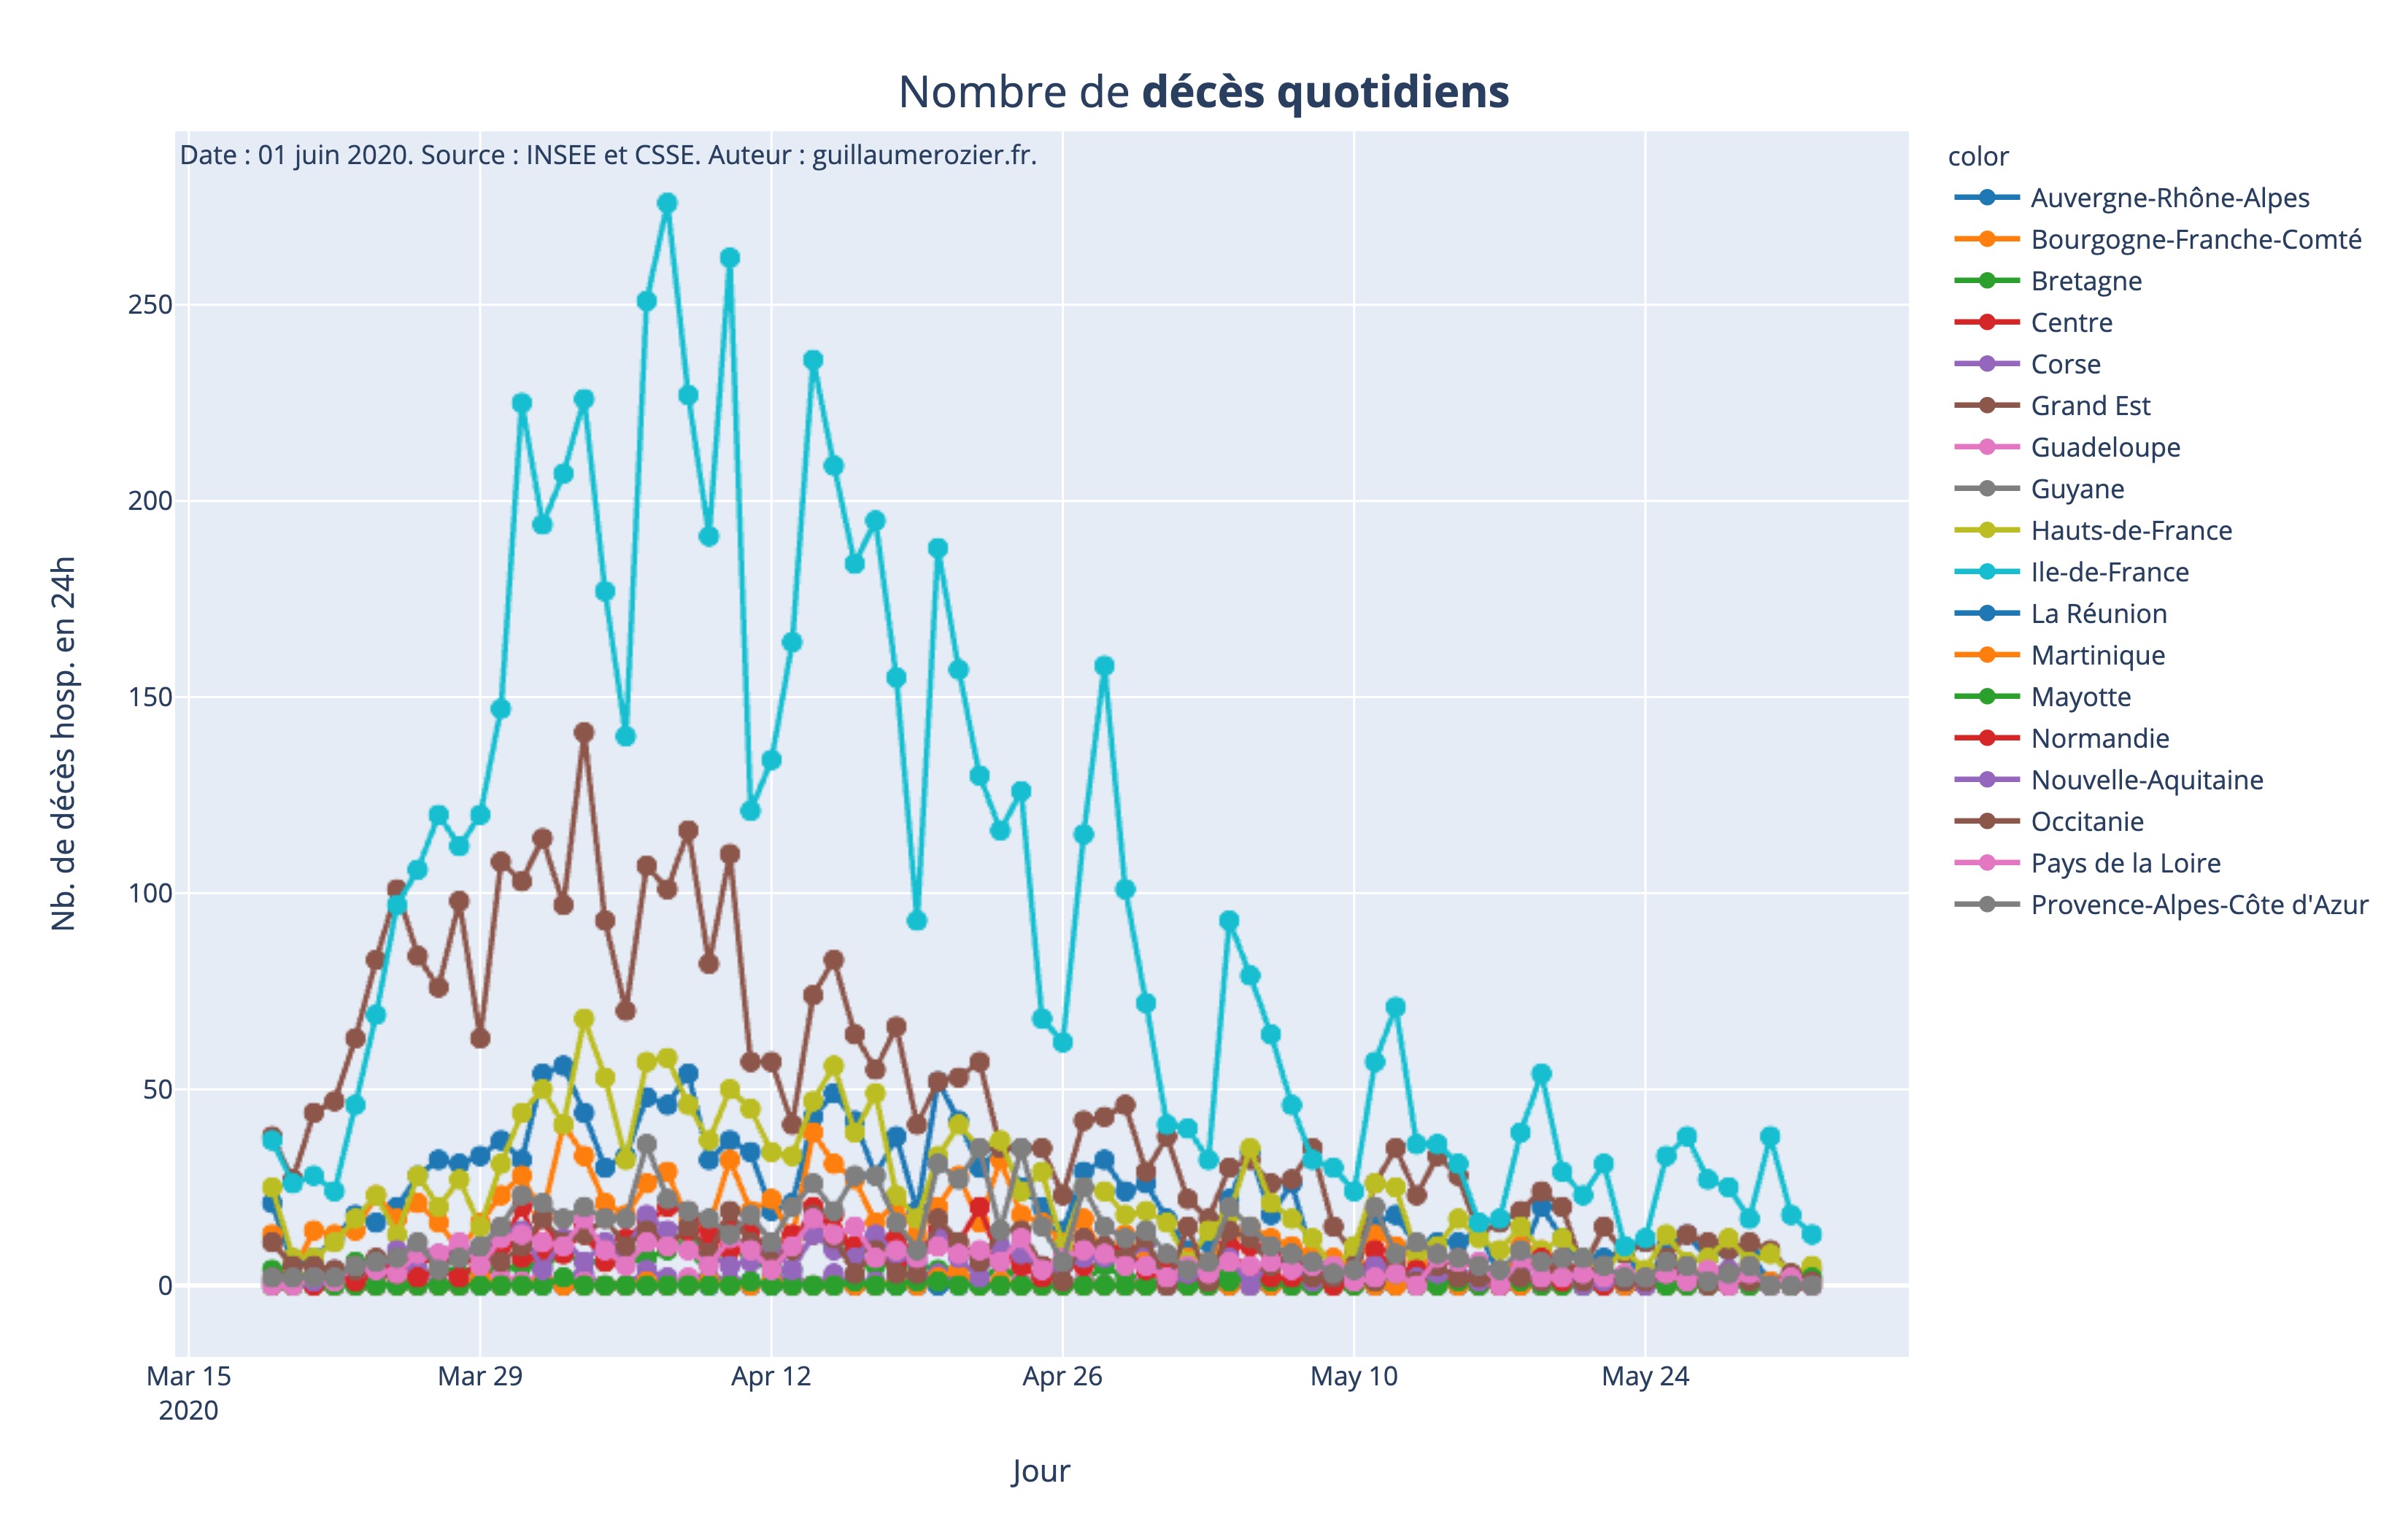 Nombre de décès quotidiens
Date : 01 juin 2020. Source : INSEE et CSSE. Auteur : guillaumerozier.fr.
color
Auvergne-Rhône-Alpes
Bourgogne-Franche-Comté
Bretagne
Centre
Corse
Grand Est
Guadeloupe
Guyane
Hauts-de-France
Ile-de-France
La Réunion
Martinique
Mayotte
Normandie
Nouvelle-Aquitaine
Occitanie
Pays de la Loire
Provence-Alpes-Côte d'Azur
Nb. de décès hosp. en 24h
250
200
150
100
50
0
Mar 15 Mar 29 Apr 12 Apr 26 May 10 May 24
2020
Jour